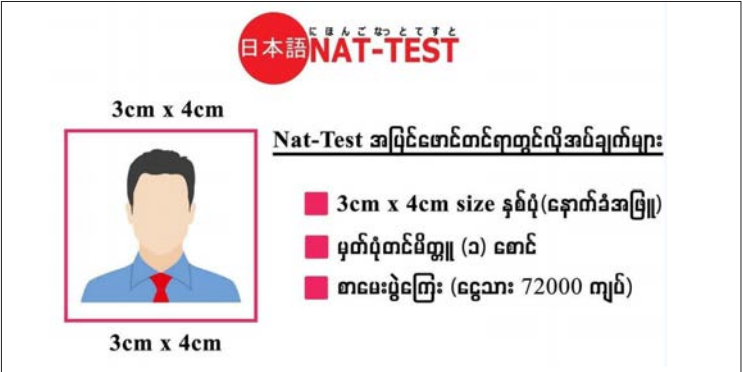 にほんごなっとてすと
日本語NAT-TEST
3cm x 4cm
Nat-Test အပြင်ဖောင်တင်ရာတွင်လိုအပ်ချက်များ
3cm x 4cm size နှစ်ပုံ(နောက်ခံအဖြူ)
မှတ်ပုံတင်မိတ္တူ (၁) စောင်
စာမေးပွဲကြေး (ငွေသား 72000 ကျပ်)
3cm x 4cm